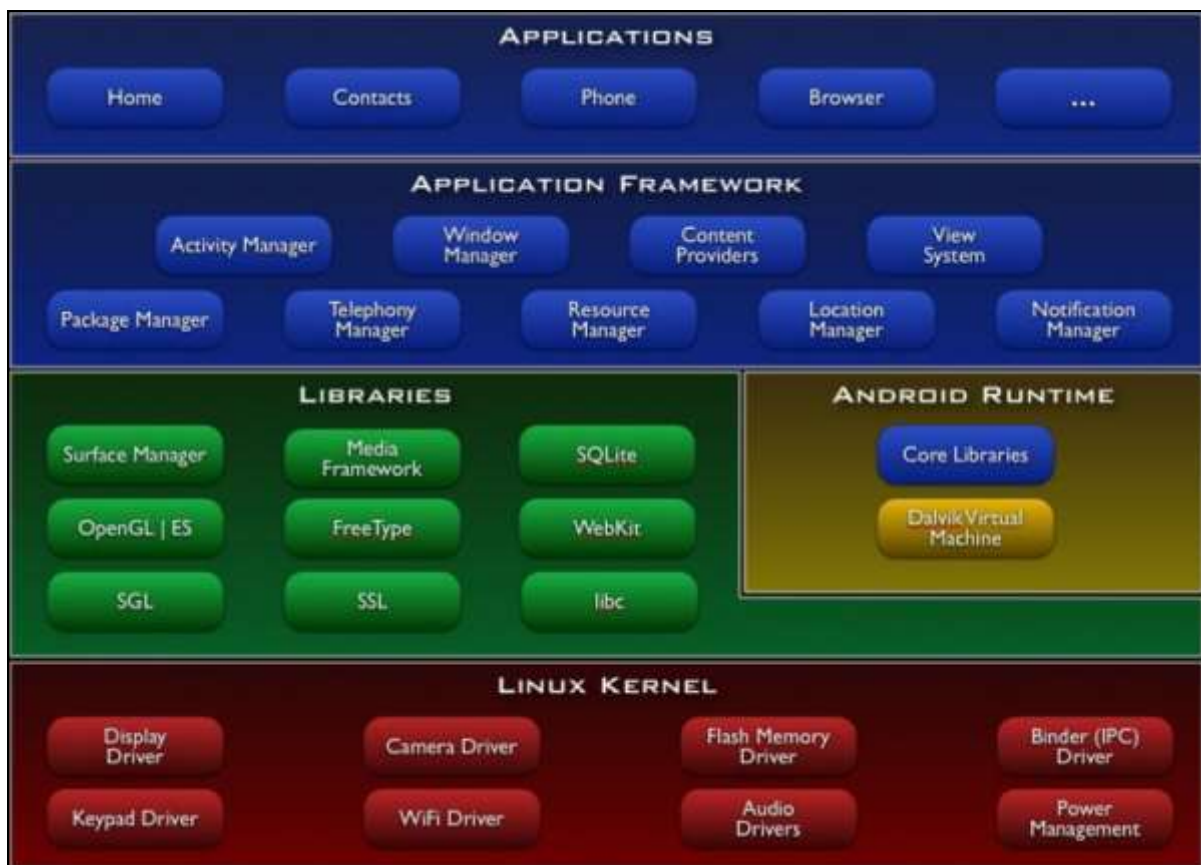 APPLICATIONS
Home
Contacts
Phone
Browser
...
APPLICATION FRAMEWORK
Activity Manager
Window
Manager
Content
Providers
View
System
Package Manager
Telephony
Manager
Resource
Manager
Location
Manager
Notification
Manager
LIBRARIES
Surface Manager
Media
Framework
SQLite
OpenGL | ES
FreeType
WebKit
SGL
SSL
libc
ANDROID RUNTIME
Core Libraries
Dalvik Virtual
Machine
LINUX KERNEL
Display
Driver
Camera Driver
Flash Memory
Driver
Binder (IPC)
Driver
Keypad Driver
WiFi Driver
Audio
Drivers
Power
Management